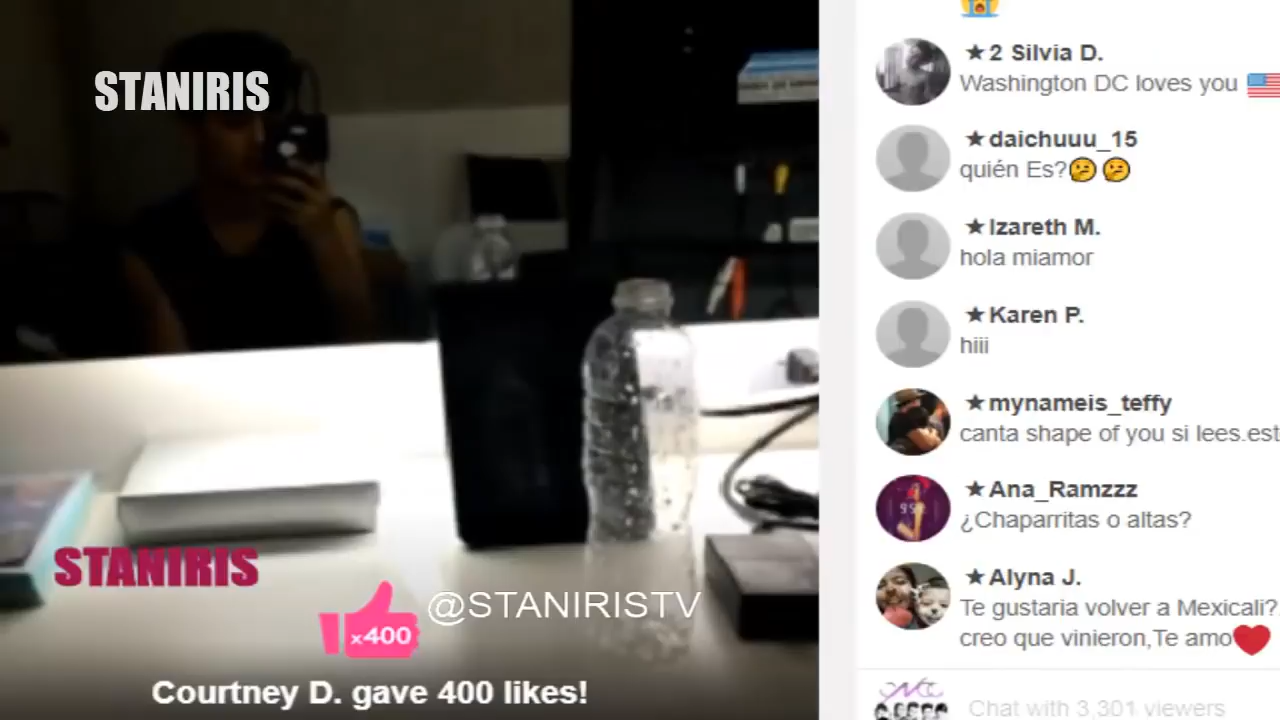 STANIRIS
STANIRIS
x400
@STANIRISTV
Courtney D. gave 400 likes!
★2 Silvia D.
Washington DC loves you
★daichuuu_15
quién Es?🤔🤔
★Izareth M.
hola miamor
★Karen P.
hiii
★mynameis_teffy
canta shape of you si lees.est
★Ana_Ramzzz
¿Chaparritas o altas?
★Alyna J.
Te gustaria volver a Mexicali?
creo que vinieron,Te amo❤
Chat with 3,301 viewers